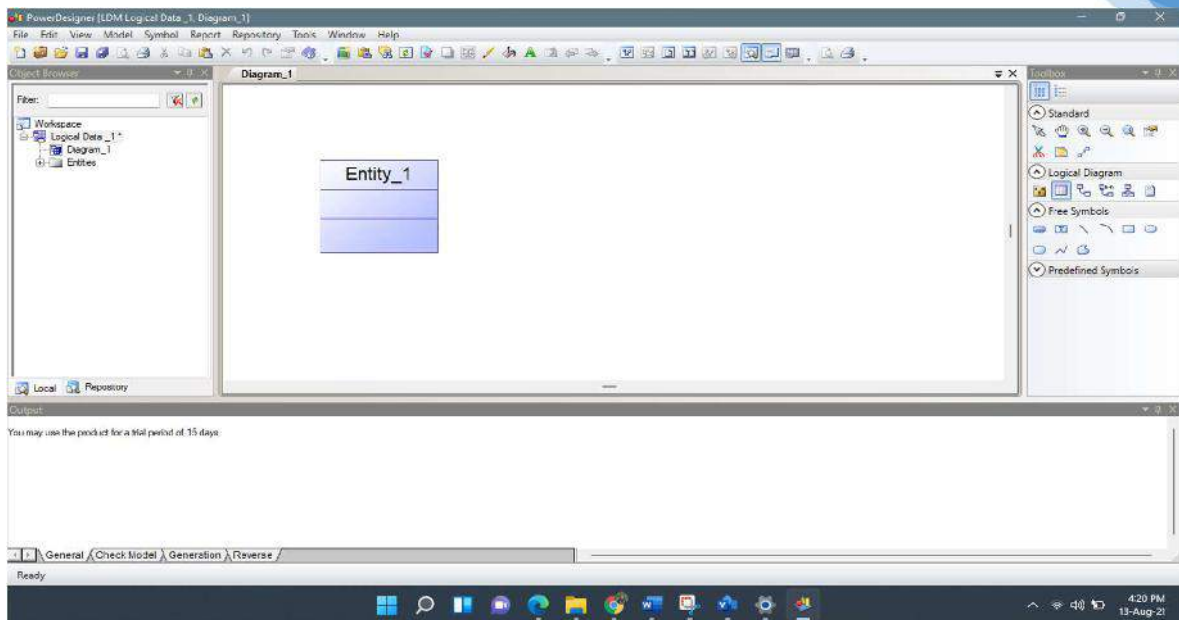 PowerDesigner [LDM Logical Data _1, Diagram_1]
File Edit View Model Symbol Report Repository Tools Window Help
Object Browser
Diagram_1
Toolbox
Filter:
Workspace
Logical Data _1 *
Diagram_1
Entities
Entity_1
Standard
Logical Diagram
Free Symbols
Predefined Symbols
Local Repository
Output
You may use the product for a trial period of 15 days
General Check Model Generation Reverse
Ready
4:20 PM
13-Aug-21